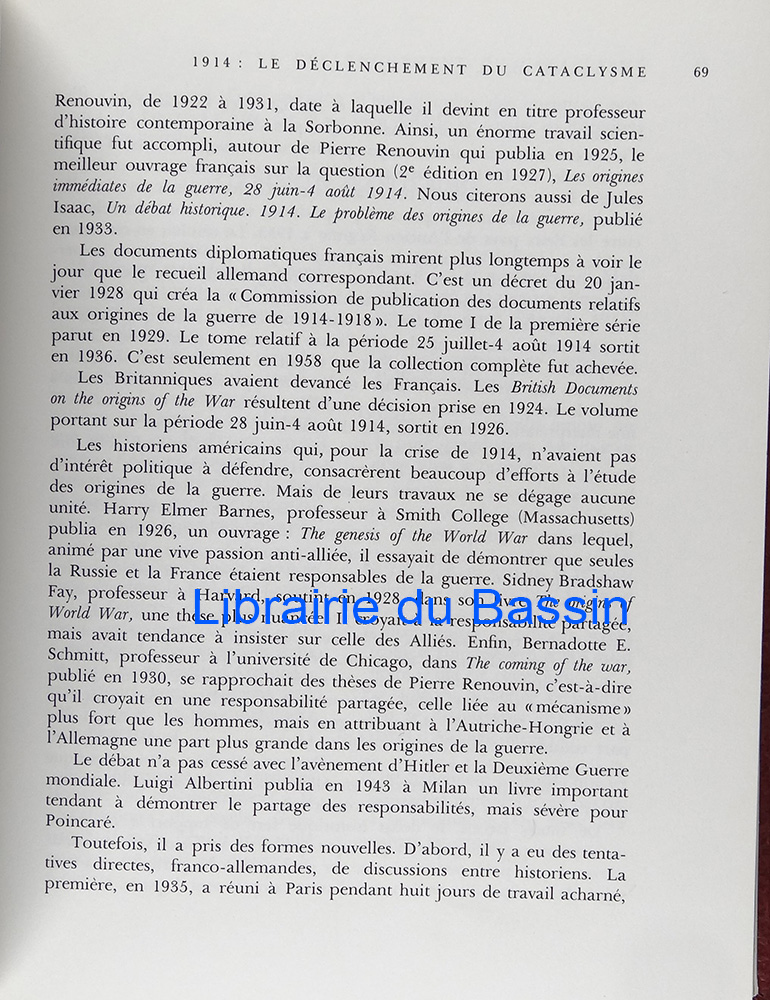 1914 : LE DÉCLENCHEMENT DU CATACLYSME 69
Renouvin, de 1922 à 1931, date à laquelle il devint en titre professeur
d'histoire contemporaine à la Sorbonne. Ainsi, un énorme travail scien-
tifique fut accompli, autour de Pierre Renouvin qui publia en 1925, le
meilleur ouvrage français sur la question (2e édition en 1927), Les origines
immédiates de la guerre, 28 juin-4 août 1914. Nous citerons aussi de Jules
Isaac, Un débat historique. 1914. Le problème des origines de la guerre, publié
en 1933.
Les documents diplomatiques français mirent plus longtemps à voir le
jour que le recueil allemand correspondant. C'est un décret du 20 jan-
vier 1928 qui créa la « Commission de publication des documents relatifs
aux origines de la guerre de 1914-1918 ». Le tome I de la première série
parut en 1929. Le tome relatif à la période 25 juillet-4 août 1914 sortit
en 1936. C'est seulement en 1958 que la collection complète fut achevée.
Les Britanniques avaient devancé les Français. Les British Documents
on the origins of the War résultent d'une décision prise en 1924. Le volume
portant sur la période 28 juin-4 août 1914, sortit en 1926.
Les historiens américains qui, pour la crise de 1914, n'avaient pas
d'intérêt politique à défendre, consacrèrent beaucoup d'efforts à l'étude
des origines de la guerre. Mais de leurs travaux ne se dégage aucune
unité. Harry Elmer Barnes, professeur à Smith College (Massachusetts)
publia en 1926, un ouvrage : The genesis of the World War dans lequel,
animé par une vive passion anti-alliée, il essayait de démontrer que seules
la Russie et la France étaient responsables de la guerre. Sidney Bradshaw
Fay, professeur à Harvard, soutint en 1928 dans son livre The origins of
World War, une thèse plus nuancée. Il croyait à la responsabilité partagée,
Librairie du Bassin
mais avait tendance à insister sur celle des Alliés. Enfin, Bernadotte E.
Schmitt, professeur à l'université de Chicago, dans The coming of the war,
publié en 1930, se rapprochait des thèses de Pierre Renouvin, c'est-à-dire
qu'il croyait en une responsabilité partagée, celle liée au « mécanisme »
plus fort que les hommes, mais en attribuant à l'Autriche-Hongrie et à
l'Allemagne une part plus grande dans les origines de la guerre.
Le débat n'a pas cessé avec l'avènement d'Hitler et la Deuxième Guerre
mondiale. Luigi Albertini publia en 1943 à Milan un livre important
tendant à démontrer le partage des responsabilités, mais sévère pour
Poincaré.
Toutefois, il a pris des formes nouvelles. D'abord, il y a eu des tenta-
tives directes, franco-allemandes, de discussions entre historiens. La
première, en 1935, a réuni à Paris pendant huit jours de travail acharné,